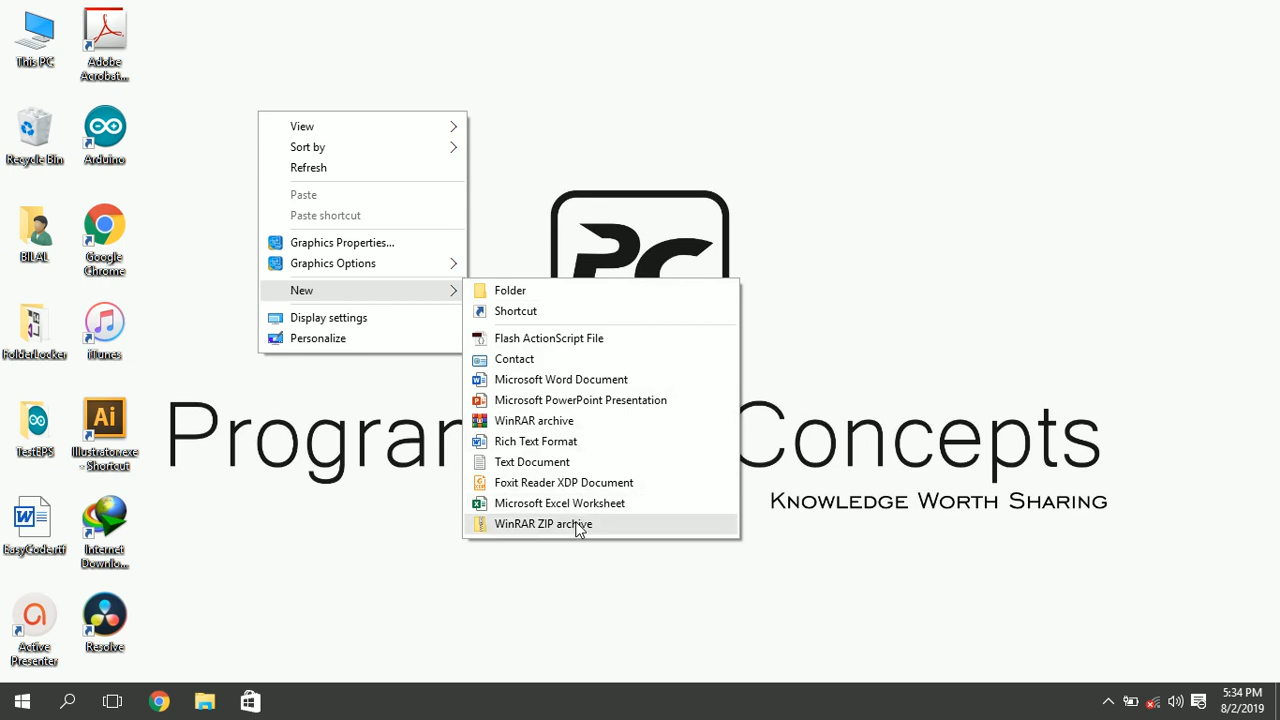 This PC
Adobe
Acrobat...
Recycle Bin
Arduino
BILAL
Google
Chrome
FolderLocker
iTunes
TestEPS
Illustrator.exe
- Shortcut
EasyCoder.rtf
Internet
Downlo...
Active
Presenter
Resolve
View
Sort by
Refresh
Paste
Paste shortcut
Graphics Properties...
Graphics Options
New
Display settings
Personalize
Folder
Shortcut
Flash ActionScript File
Contact
Microsoft Word Document
Microsoft PowerPoint Presentation
WinRAR archive
Rich Text Format
Text Document
Foxit Reader XDP Document
Microsoft Excel Worksheet
WinRAR ZIP archive
PC
Program Concepts
KNOWLEDGE WORTH SHARING
5:34 PM
8/2/2019